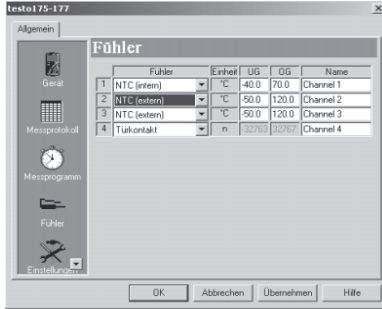 testo175-177
Allgemein
Fühler
Gerät
Messprotokoll
Messprogramm
Fühler
Einstellungen
Fühler Einheit UG OG Name
1 NTC (intern) °C -40.0 70.0 Channel 1
2 NTC (extern) °C -50.0 120.0 Channel 2
3 NTC (extern) °C -50.0 120.0 Channel 3
4 Türkontakt n -32763 32767 Channel 4
OK Abbrechen Übernehmen Hilfe